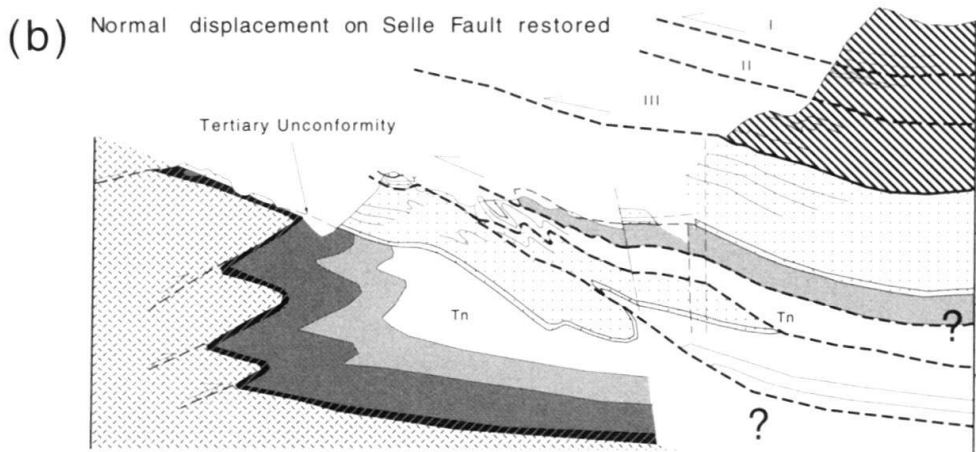 (b) Normal displacement on Selle Fault restored
I
II
III
Tertiary Unconformity
Tn
Tn
?
?